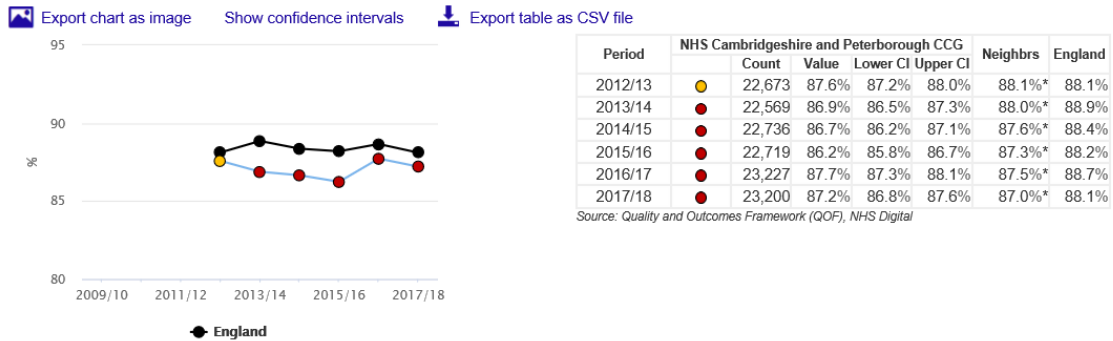 Export chart as image Show confidence intervals Export table as CSV file
95
90
%
85
80
2009/10 2011/12 2013/14 2015/16 2017/18
England
Period NHS Cambridgeshire and Peterborough CCG Neighbrs England
Count Value Lower CI Upper CI
2012/13 22,673 87.6% 87.2% 88.0% 88.1%* 88.1%
2013/14 22,569 86.9% 86.5% 87.3% 88.0%* 88.9%
2014/15 22,736 86.7% 86.2% 87.1% 87.6%* 88.4%
2015/16 22,719 86.2% 85.8% 86.7% 87.3%* 88.2%
2016/17 23,227 87.7% 87.3% 88.1% 87.5%* 88.7%
2017/18 23,200 87.2% 86.8% 87.6% 87.0%* 88.1%
Source: Quality and Outcomes Framework (QOF), NHS Digital